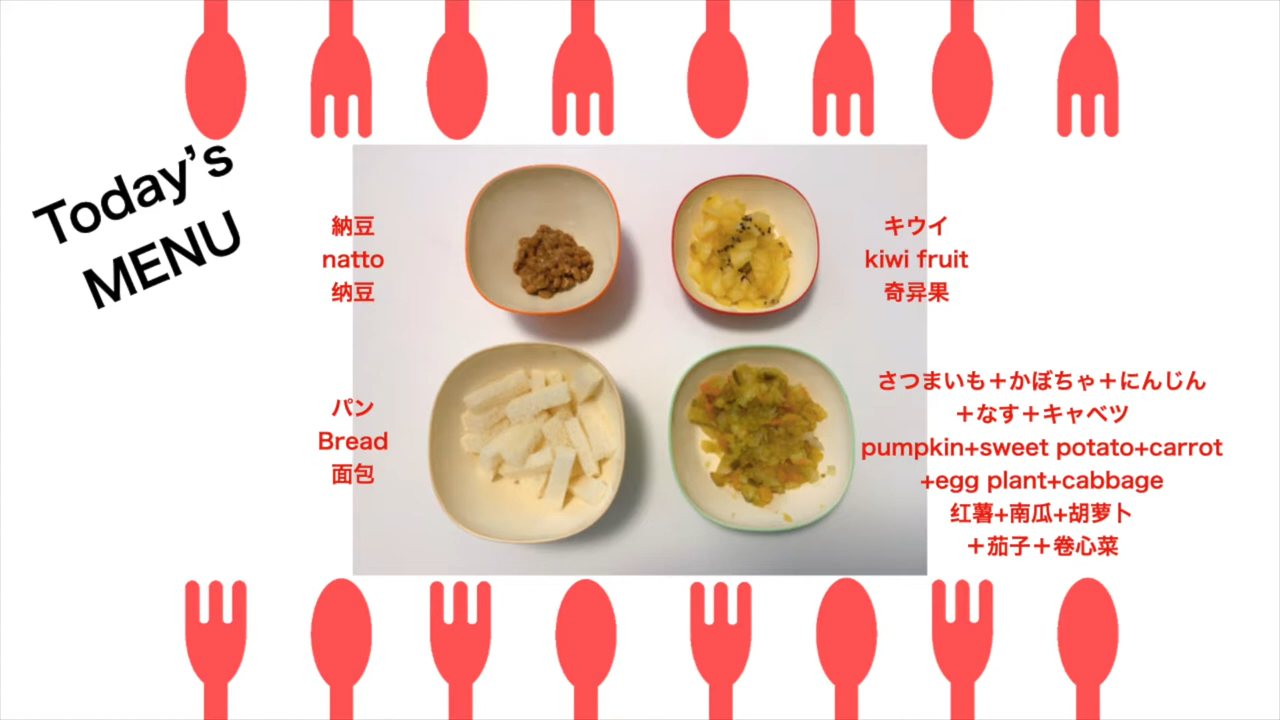 Today's
MENU
納豆
natto
纳豆
キウイ
kiwi fruit
奇异果
パン
Bread
面包
さつまいも＋かぼちゃ＋にんじん
＋なす＋キャベツ
pumpkin+sweet potato+carrot
+egg plant+cabbage
红薯+南瓜+胡萝卜
＋茄子＋卷心菜